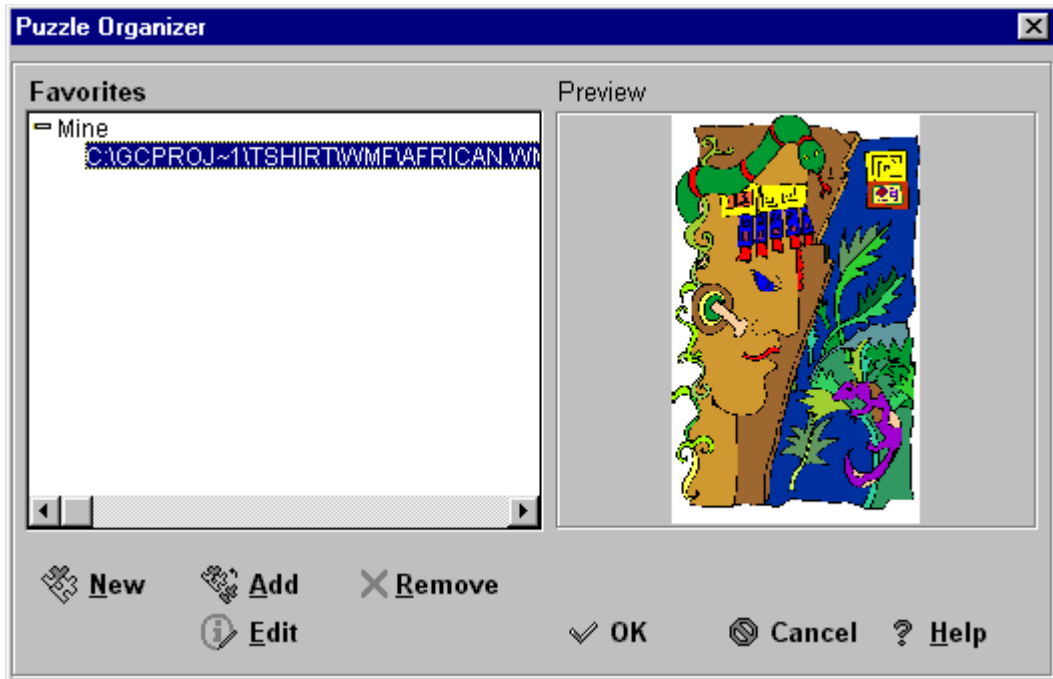 Puzzle Organizer
Favorites
Preview
Mine
C:\GCPROJ~1\TSHIRT\WMF\AFRICAN.WM
New
Add
Remove
Edit
OK
Cancel
Help